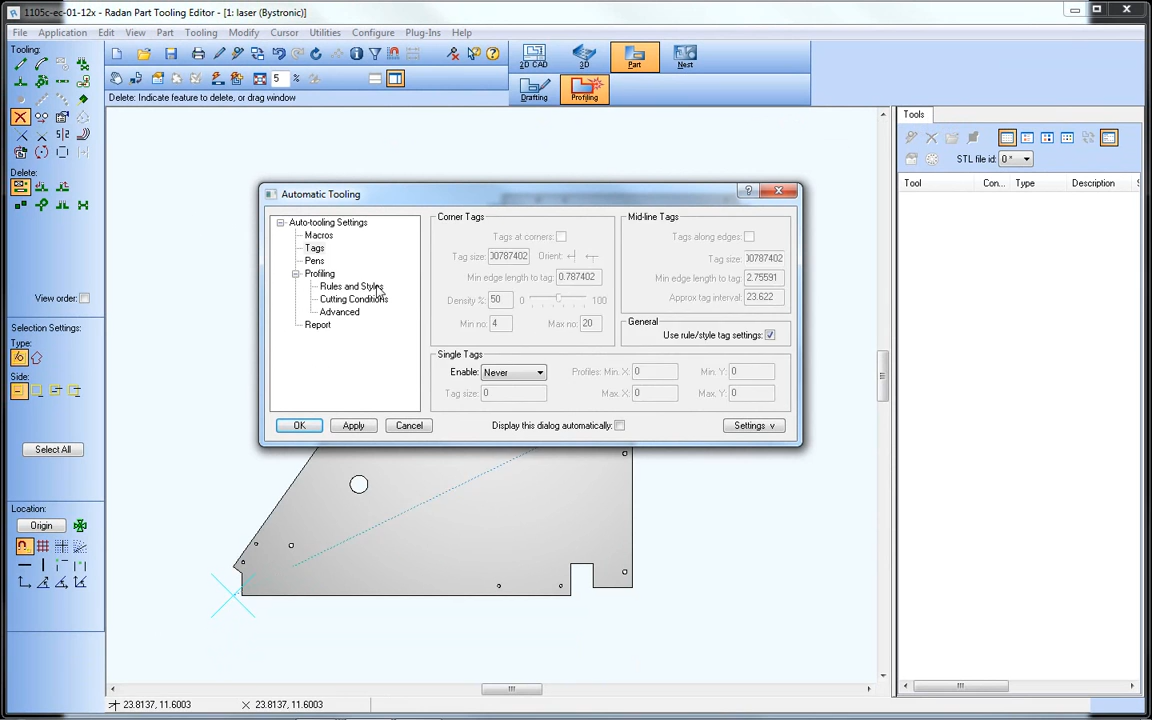 1105c-ec-01-12x - Radan Part Tooling Editor - [1: laser (Bystronic)]
File Application Edit View Part Tooling Modify Cursor Utilities Configure Plug-Ins Help
Tooling:
2D CAD 3D Part Nest
5 %
Drafting Profiling
Delete: Indicate feature to delete, or drag window
Tools
STL file id: 0°
Tool Con... Type Description
Delete:
View order:
Selection Settings:
Type:
Side:
Select All
Location:
Origin
Automatic Tooling
Auto-tooling Settings
Macros
Tags
Pens
Profiling
Rules and Styles
Cutting Conditions
Advanced
Report
Corner Tags
Tags at corners:
Tag size: 00787402 Orient:
Min edge length to tag: 0.787402
Density %: 50 0 100
Min no: 4 Max no: 20
Mid-line Tags
Tags along edges:
Tag size: 00787402
Min edge length to tag: 2.75591
Approx tag interval: 23.622
General
Use rule/style tag settings:
Single Tags
Enable: Never Profiles: Min. X: 0 Min. Y: 0
Tag size: 0 Max. X: 0 Max. Y: 0
OK Apply Cancel Display this dialog automatically: Settings v
23.8137, 11.6003 23.8137, 11.6003